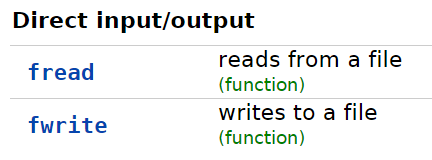 Direct input/output
fread
reads from a file
(function)
fwrite
writes to a file
(function)